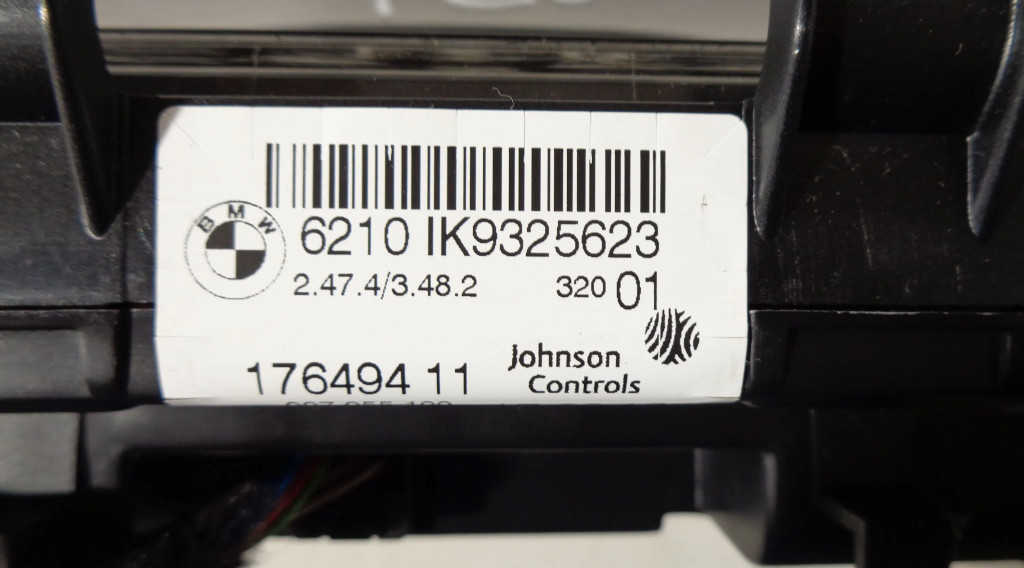 BMW
6210 IK9325623
2.47.4/3.48.2 320 01
176494 11
Johnson
Controls